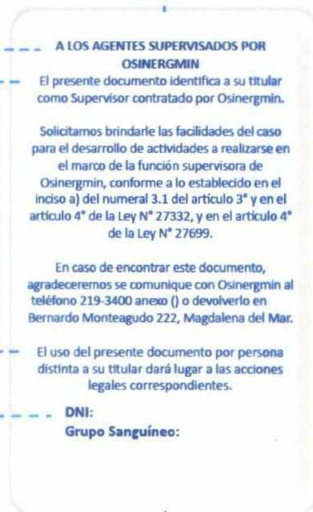 A LOS AGENTES SUPERVISADOS POR
OSINERGMIN
El presente documento identifica a su titular
como Supervisor contratado por Osinergmin.
Solicitamos brindarle las facilidades del caso
para el desarrollo de actividades a realizarse en
el marco de la función supervisora de
Osinergmin, conforme a lo establecido en el
inciso a) del numeral 3.1 del artículo 3° y en el
artículo 4° de la Ley N° 27332, y en el artículo 4°
de la Ley N° 27699.
En caso de encontrar este documento,
agradeceremos se comunique con Osinergmin al
teléfono 219-3400 anexo () o devolverlo en
Bernardo Monteagudo 222, Magdalena del Mar.
El uso del presente documento por persona
distinta a su titular dará lugar a las acciones
legales correspondientes.
DNI:
Grupo Sanguíneo: